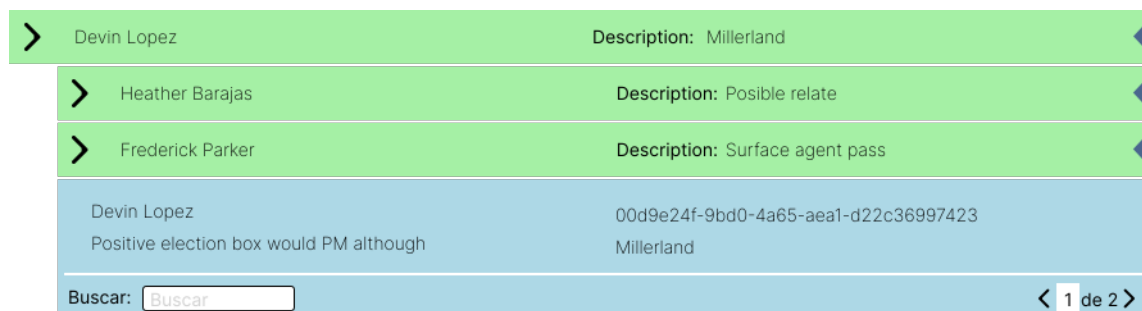 Devin Lopez Description: Millerland
Heather Barajas Description: Posible relate
Frederick Parker Description: Surface agent pass
Devin Lopez 00d9e24f-9bd0-4a65-aea1-d22c36997423
Positive election box would PM although Millerland
Buscar: Buscar 1 de 2